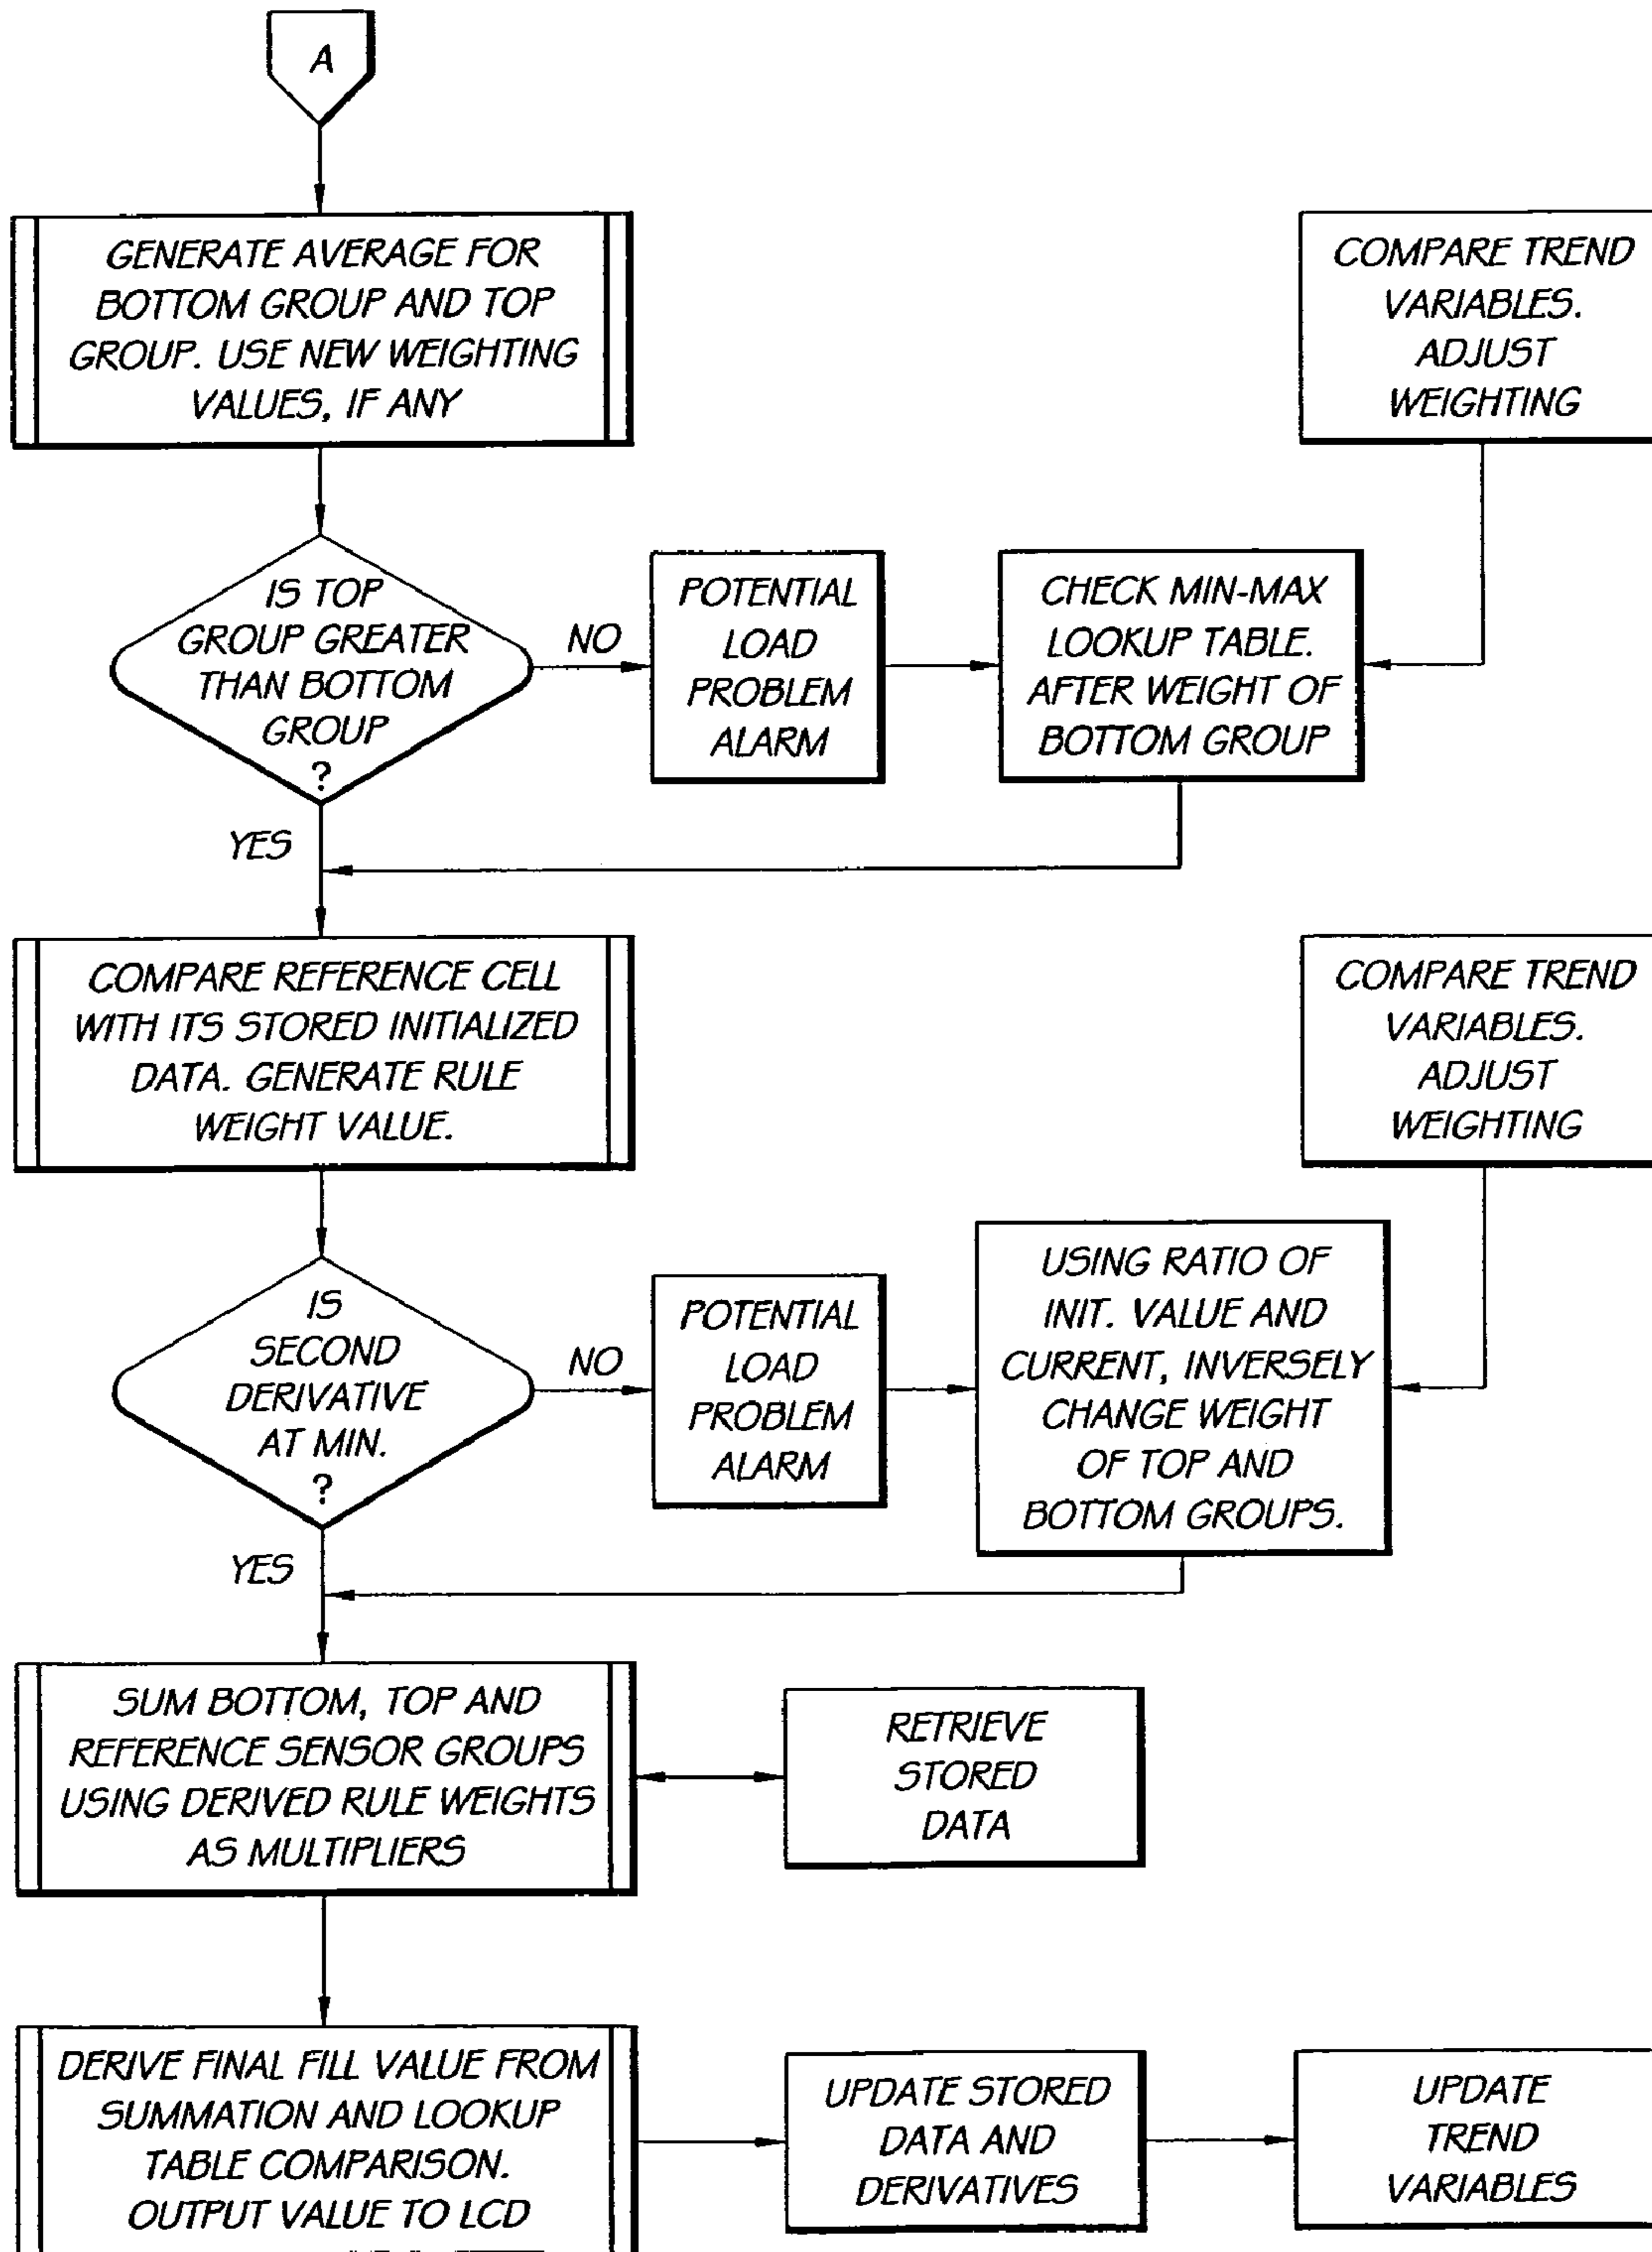 A
GENERATE AVERAGE FOR
BOTTOM GROUP AND TOP
GROUP. USE NEW WEIGHTING
VALUES, IF ANY
COMPARE TREND
VARIABLES.
ADJUST
WEIGHTING
IS TOP
GROUP GREATER
THAN BOTTOM
GROUP
?
NO
POTENTIAL
LOAD
PROBLEM
ALARM
CHECK MIN-MAX
LOOKUP TABLE.
AFTER WEIGHT OF
BOTTOM GROUP
YES
COMPARE REFERENCE CELL
WITH ITS STORED INITIALIZED
DATA. GENERATE RULE
WEIGHT VALUE.
COMPARE TREND
VARIABLES.
ADJUST
WEIGHTING
IS
SECOND
DERIVATIVE
AT MIN.
?
NO
POTENTIAL
LOAD
PROBLEM
ALARM
USING RATIO OF
INIT. VALUE AND
CURRENT, INVERSELY
CHANGE WEIGHT
OF TOP AND
BOTTOM GROUPS.
YES
SUM BOTTOM, TOP AND
REFERENCE SENSOR GROUPS
USING DERIVED RULE WEIGHTS
AS MULTIPLIERS
RETRIEVE
STORED
DATA
DERIVE FINAL FILL VALUE FROM
SUMMATION AND LOOKUP
TABLE COMPARISON.
OUTPUT VALUE TO LCD
UPDATE STORED
DATA AND
DERIVATIVES
UPDATE
TREND
VARIABLES